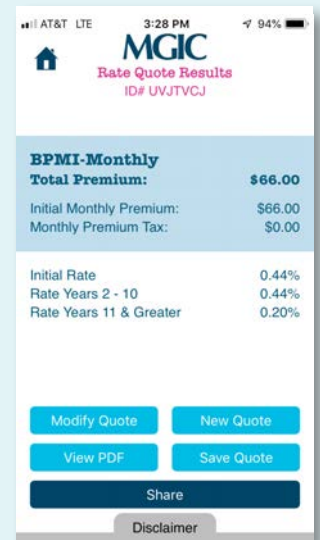 AT&T LTE 3:28 PM 94%
MGIC
Rate Quote Results
ID# UVJTVCJ
BPMI-Monthly
Total Premium: $66.00
Initial Monthly Premium: $66.00
Monthly Premium Tax: $0.00
Initial Rate 0.44%
Rate Years 2 - 10 0.44%
Rate Years 11 & Greater 0.20%
Modify Quote New Quote
View PDF Save Quote
Share
Disclaimer